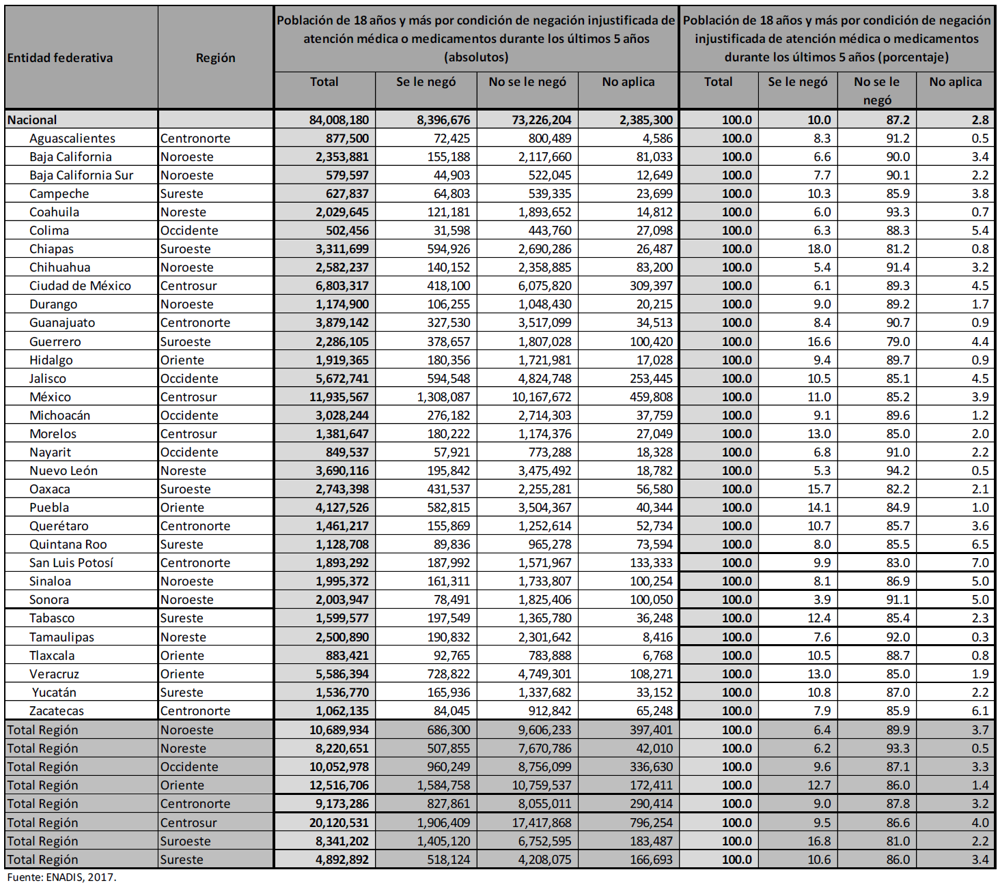 Entidad federativa Región Población de 18 años y más por condición de negación injustificada de atención médica o medicamentos durante los últimos 5 años (absolutos) Población de 18 años y más por condición de negación injustificada de atención médica o medicamentos durante los últimos 5 años (porcentaje)
Total Se le negó No se le negó No aplica Total Se le negó No se le negó No aplica
Nacional 84,008,180 8,396,676 73,226,204 2,385,300 100.0 10.0 87.2 2.8
Aguascalientes Centronorte 877,500 72,425 800,489 4,586 100.0 8.3 91.2 0.5
Baja California Noroeste 2,353,881 155,188 2,117,660 81,033 100.0 6.6 90.0 3.4
Baja California Sur Noroeste 579,597 44,903 522,045 12,649 100.0 7.7 90.1 2.2
Campeche Sureste 627,837 64,803 539,335 23,699 100.0 10.3 85.9 3.8
Coahuila Noreste 2,029,645 121,181 1,893,652 14,812 100.0 6.0 93.3 0.7
Colima Occidente 502,456 31,598 443,760 27,098 100.0 6.3 88.3 5.4
Chiapas Suroeste 3,311,699 594,926 2,690,286 26,487 100.0 18.0 81.2 0.8
Chihuahua Noroeste 2,582,237 140,152 2,358,885 83,200 100.0 5.4 91.4 3.2
Ciudad de México Centrosur 6,803,317 418,100 6,075,820 309,397 100.0 6.1 89.3 4.5
Durango Noroeste 1,174,900 106,255 1,048,430 20,215 100.0 9.0 89.2 1.7
Guanajuato Centronorte 3,879,142 327,530 3,517,099 34,513 100.0 8.4 90.7 0.9
Guerrero Suroeste 2,286,105 378,657 1,807,028 100,420 100.0 16.6 79.0 4.4
Hidalgo Oriente 1,919,365 180,356 1,721,981 17,028 100.0 9.4 89.7 0.9
Jalisco Occidente 5,672,741 594,548 4,824,748 253,445 100.0 10.5 85.1 4.5
México Centrosur 11,935,567 1,308,087 10,167,672 459,808 100.0 11.0 85.2 3.9
Michoacán Occidente 3,028,244 276,182 2,714,303 37,759 100.0 9.1 89.6 1.2
Morelos Centrosur 1,381,647 180,222 1,174,376 27,049 100.0 13.0 85.0 2.0
Nayarit Occidente 849,537 57,921 773,288 18,328 100.0 6.8 91.0 2.2
Nuevo León Noreste 3,690,116 195,842 3,475,492 18,782 100.0 5.3 94.2 0.5
Oaxaca Suroeste 2,743,398 431,537 2,255,281 56,580 100.0 15.7 82.2 2.1
Puebla Oriente 4,127,526 582,815 3,504,367 40,344 100.0 14.1 84.9 1.0
Querétaro Centronorte 1,461,217 155,869 1,252,614 52,734 100.0 10.7 85.7 3.6
Quintana Roo Sureste 1,128,708 89,836 965,278 73,594 100.0 8.0 85.5 6.5
San Luis Potosí Centronorte 1,893,292 187,992 1,571,967 133,333 100.0 9.9 83.0 7.0
Sinaloa Noroeste 1,995,372 161,311 1,733,807 100,254 100.0 8.1 86.9 5.0
Sonora Noroeste 2,003,947 78,491 1,825,406 100,050 100.0 3.9 91.1 5.0
Tabasco Sureste 1,599,577 197,549 1,365,780 36,248 100.0 12.4 85.4 2.3
Tamaulipas Noreste 2,500,890 190,832 2,301,642 8,416 100.0 7.6 92.0 0.3
Tlaxcala Oriente 883,421 92,765 783,888 6,768 100.0 10.5 88.7 0.8
Veracruz Oriente 5,586,394 728,822 4,749,301 108,271 100.0 13.0 85.0 1.9
Yucatán Sureste 1,536,770 165,936 1,337,682 33,152 100.0 10.8 87.0 2.2
Zacatecas Centronorte 1,062,135 84,045 912,842 65,248 100.0 7.9 85.9 6.1
Total Región Noroeste 10,689,934 686,300 9,606,233 397,401 100.0 6.4 89.9 3.7
Total Región Noreste 8,220,651 507,855 7,670,786 42,010 100.0 6.2 93.3 0.5
Total Región Occidente 10,052,978 960,249 8,756,099 336,630 100.0 9.6 87.1 3.3
Total Región Oriente 12,516,706 1,584,758 10,759,537 172,411 100.0 12.7 86.0 1.4
Total Región Centronorte 9,173,286 827,861 8,055,011 290,414 100.0 9.0 87.8 3.2
Total Región Centrosur 20,120,531 1,906,409 17,417,868 796,254 100.0 9.5 86.6 4.0
Total Región Suroeste 8,341,202 1,405,120 6,752,595 183,487 100.0 16.8 81.0 2.2
Total Región Sureste 4,892,892 518,124 4,208,075 166,693 100.0 10.6 86.0 3.4
Fuente: ENADIS, 2017.